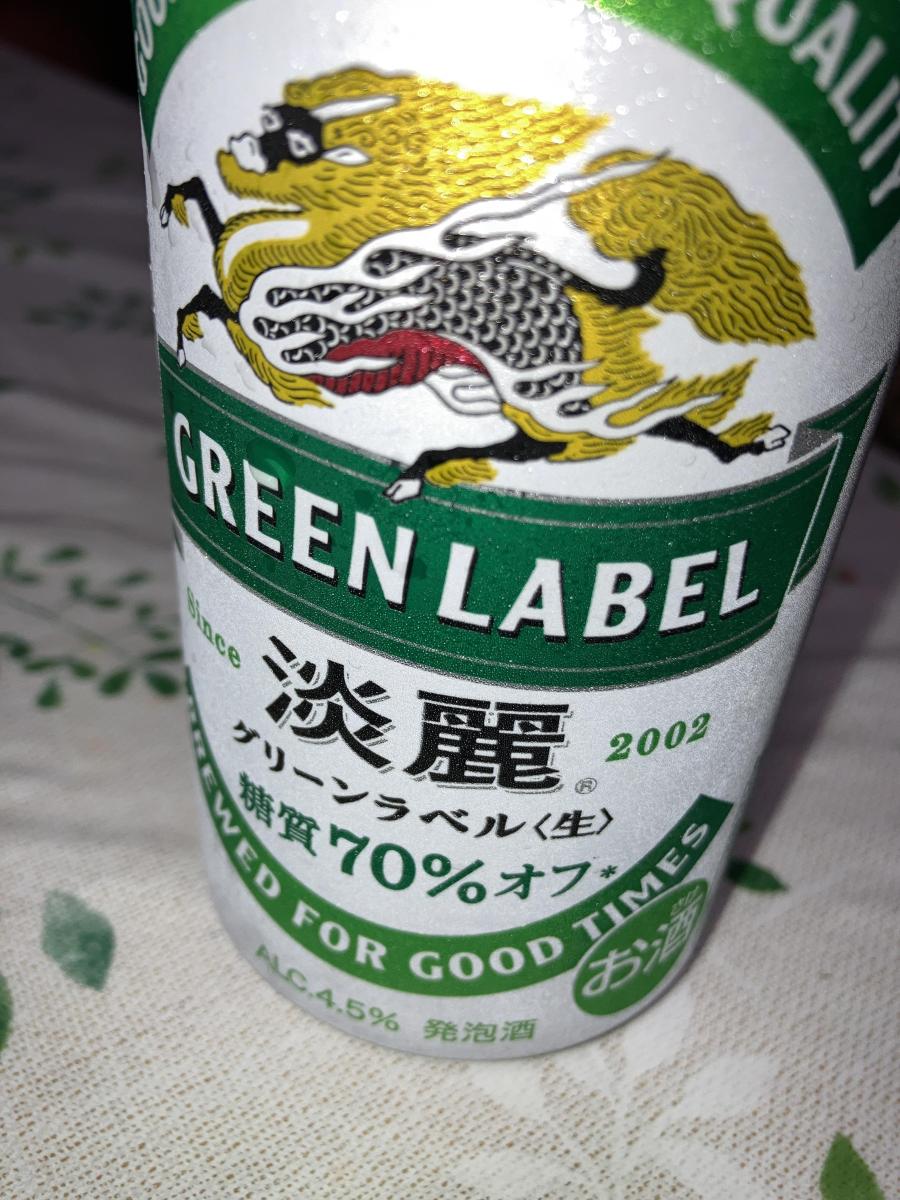 QUALITY
GREEN LABEL
Since 2002
淡麗®
グリーンラベル〈生〉
糖質70%オフ*
BREWED FOR GOOD TIMES
お酒
ALC.4.5% 発泡酒